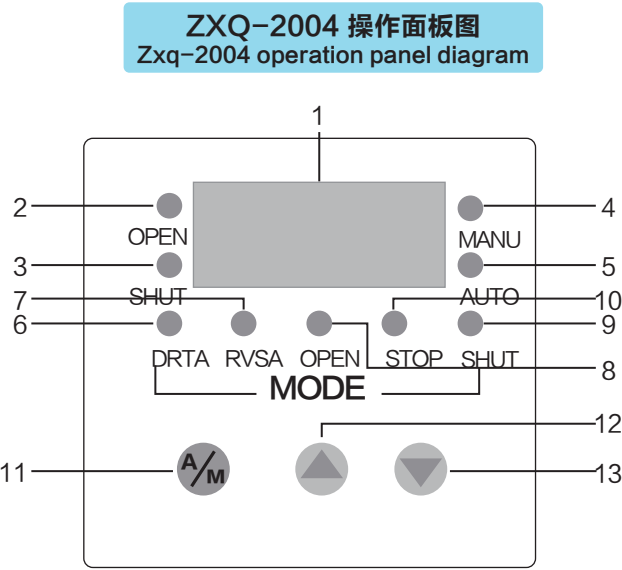 ZXQ-2004 操作面板图
Zxq-2004 operation panel diagram
1
2
4
OPEN
MANU
3
5
SHUT
AUTO
7
10
6
9
DRTA RVSA OPEN STOP SHUT
8
MODE
12
11
A/M
13